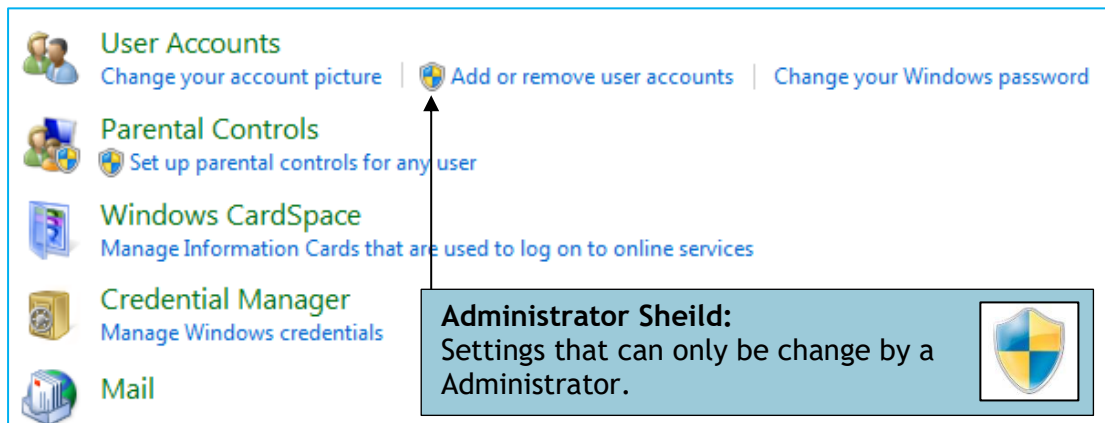 User Accounts
Change your account picture Add or remove user accounts Change your Windows password
Parental Controls
Set up parental controls for any user
Windows CardSpace
Manage Information Cards that are used to log on to online services
Credential Manager
Manage Windows credentials
Mail
Administrator Sheild:
Settings that can only be change by a
Administrator.